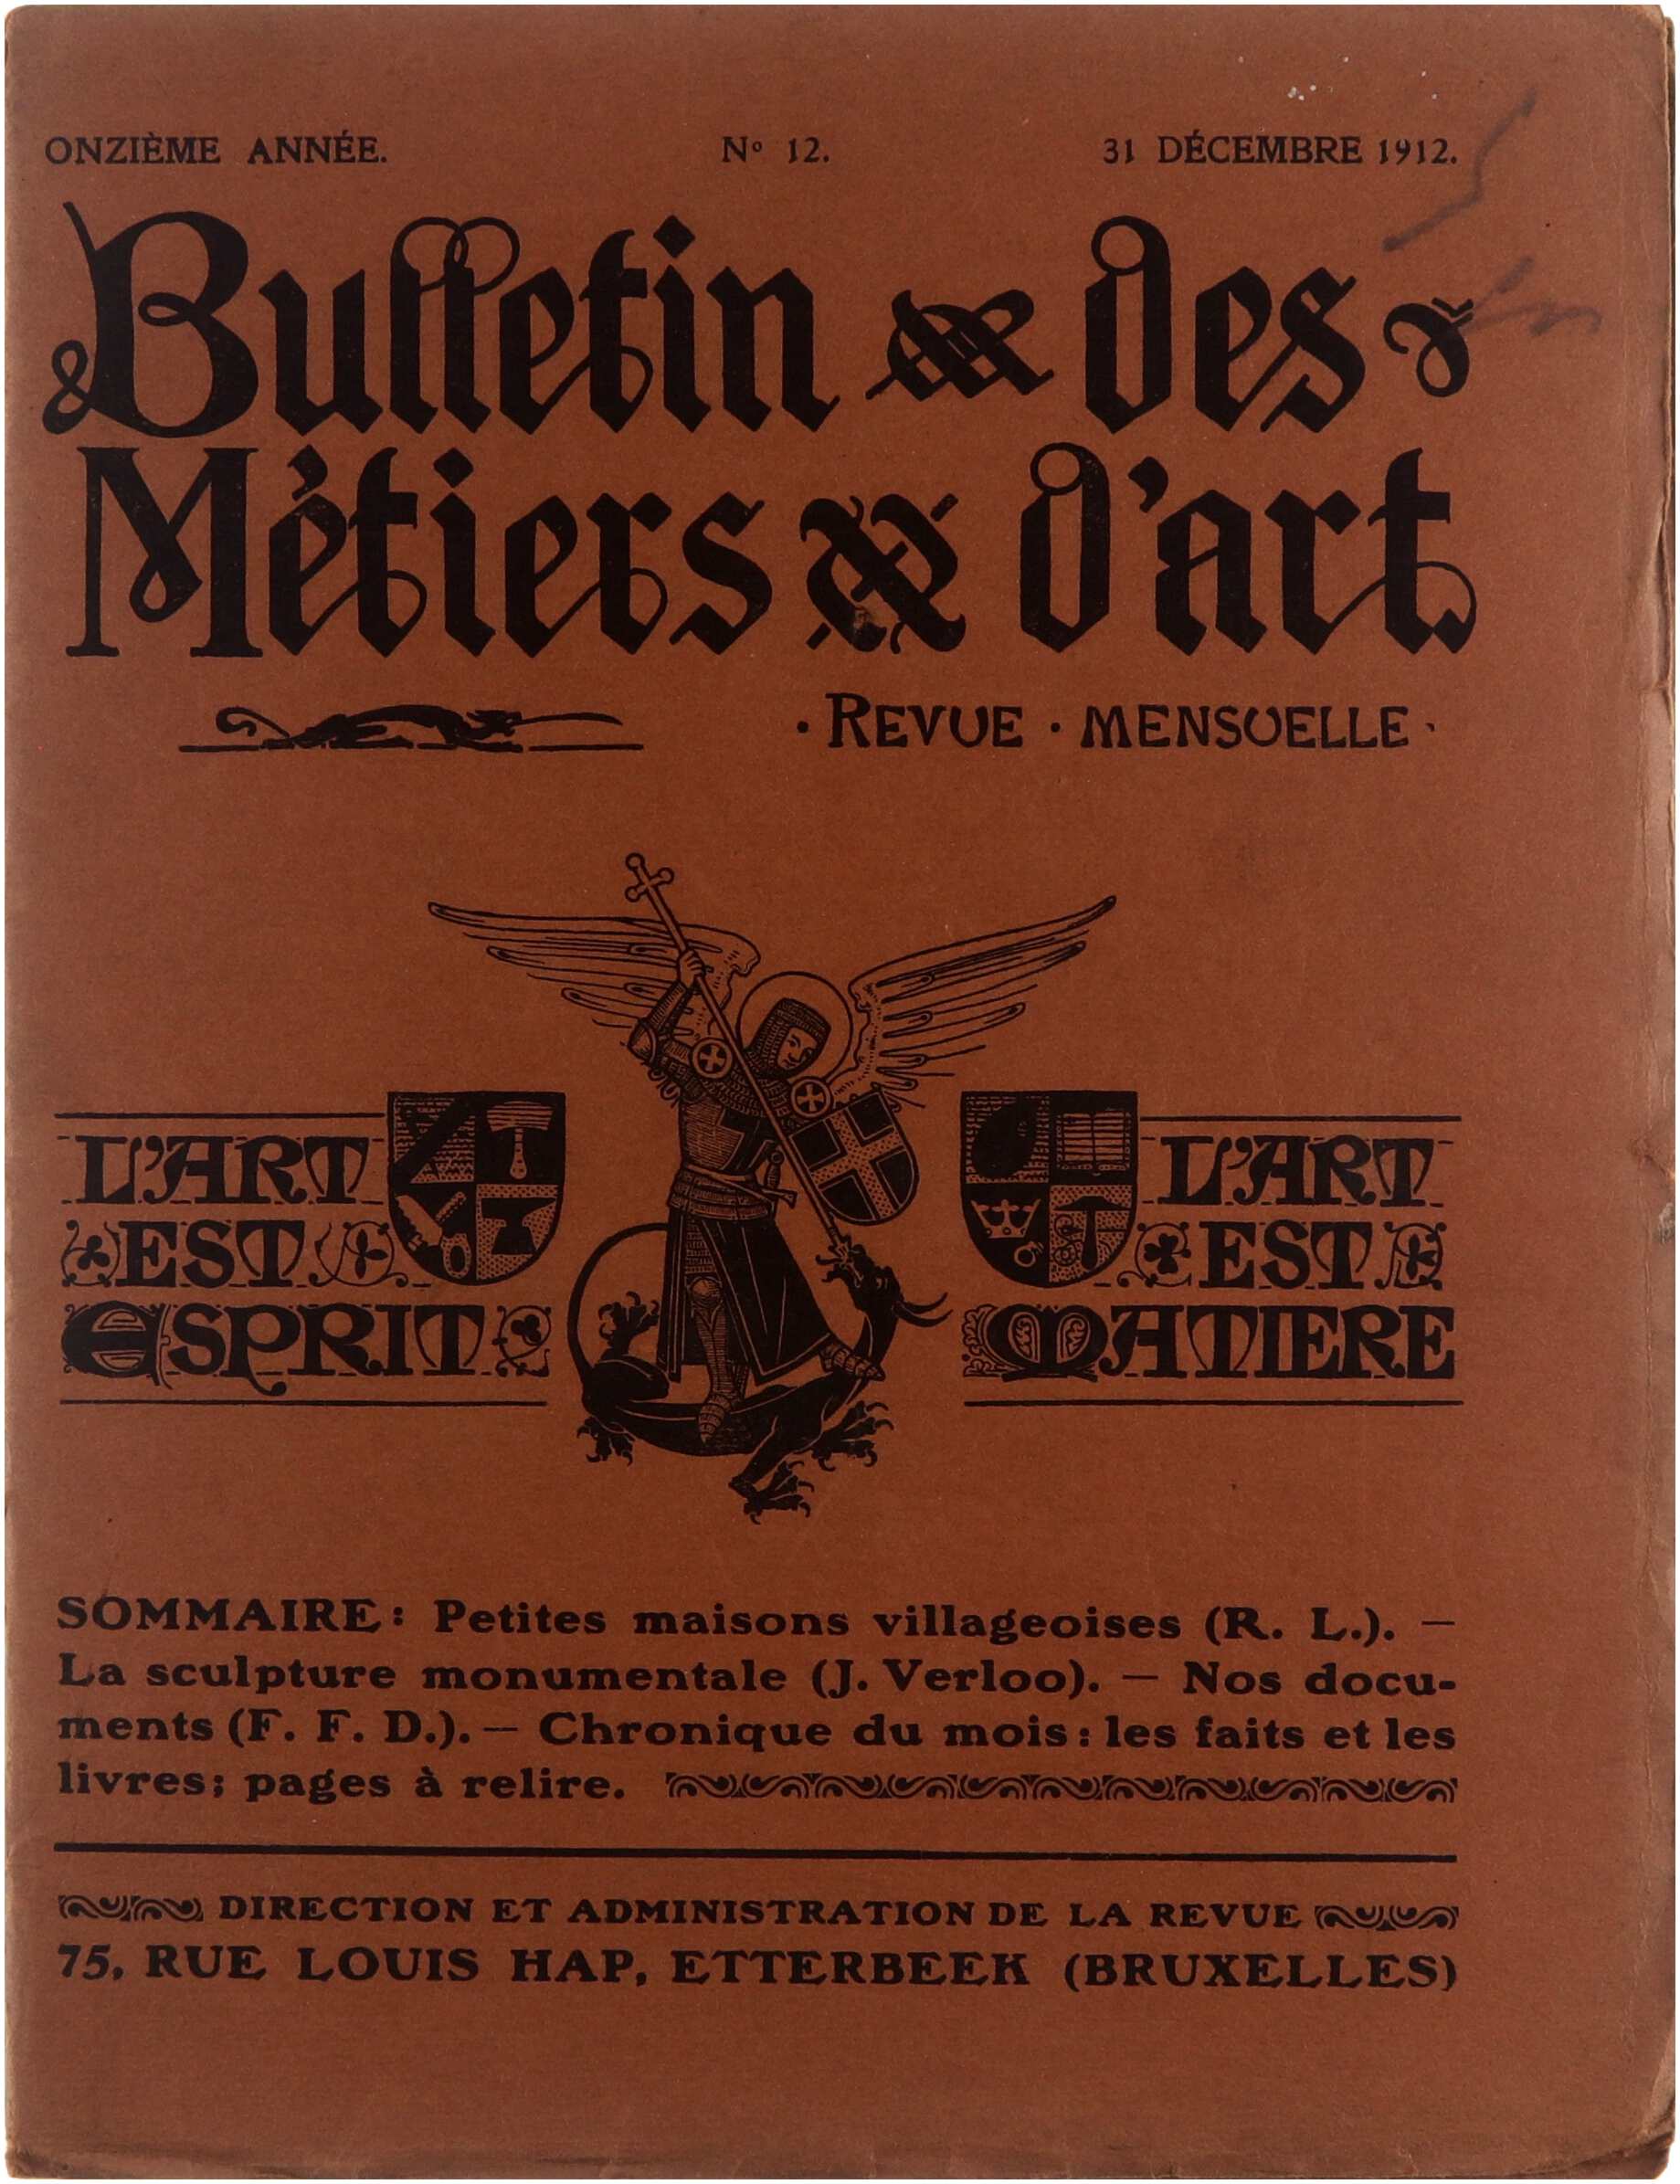 ONZIÈME ANNÉE. Nº 12. 31 DÉCEMBRE 1912.
Bulletin des
Métiers d'art
· REVUE · MENSUELLE ·
L'ART
EST
ESPRIT
L'ART
EST
MATIERE
SOMMAIRE: Petites maisons villageoises (R. L.). —
La sculpture monumentale (J. Verloo). — Nos docu-
ments (F. F. D.). — Chronique du mois: les faits et les
livres; pages à relire.
DIRECTION ET ADMINISTRATION DE LA REVUE
75, RUE LOUIS HAP, ETTERBEEK (BRUXELLES)